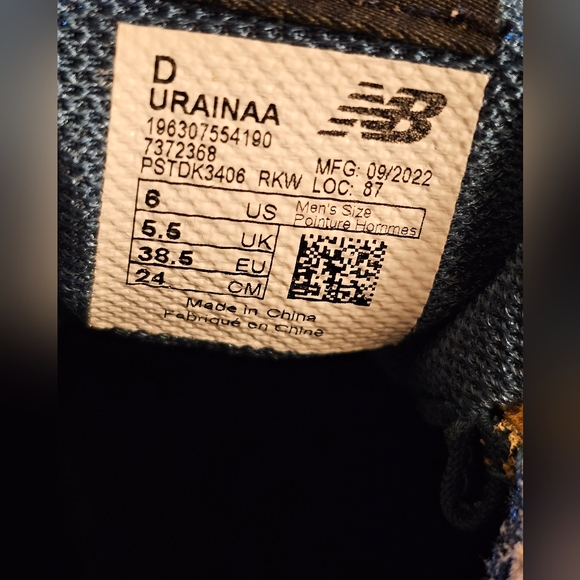 D
URAINAA
196307554190
7372368
PSTDK3406 RKW
NB
MFG: 09/2022
LOC: 87
6 US
5.5 UK
38.5 EU
24 CM
Men's Size
Pointure Hommes
Made in China
Fabriqué en Chine